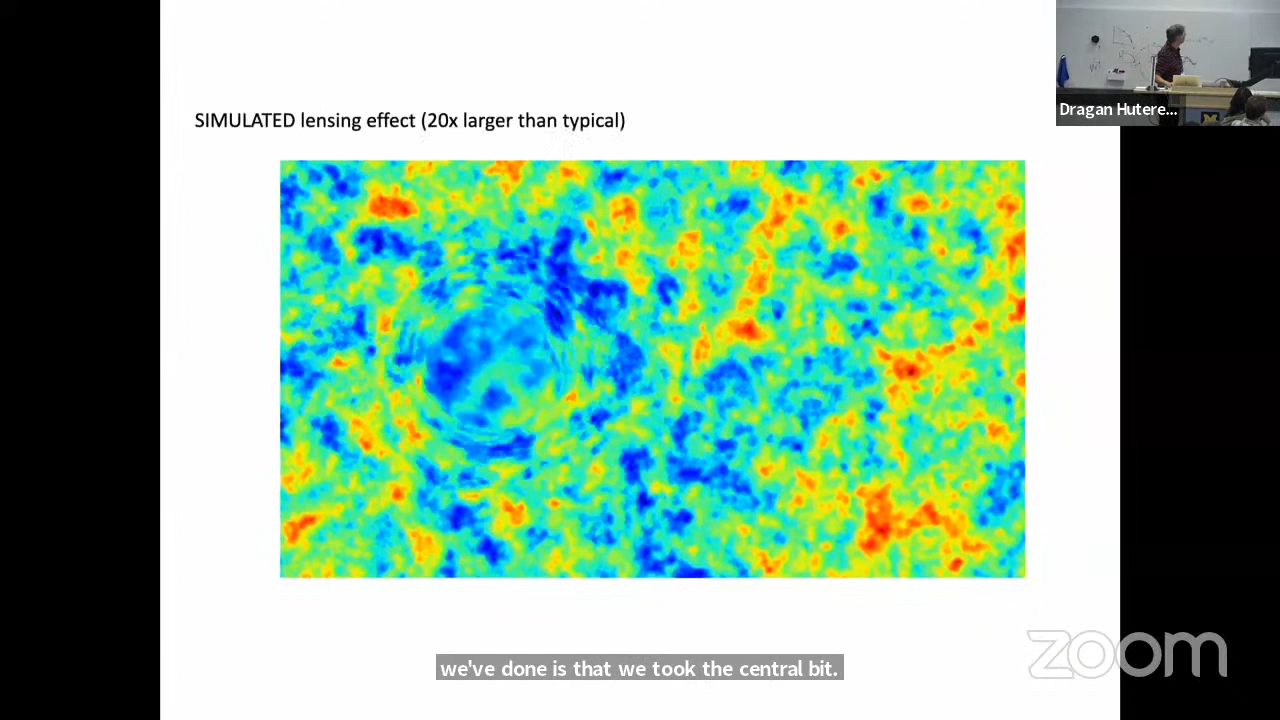 Dragan Hutere...
SIMULATED lensing effect (20x larger than typical)
we've done is that we took the central bit.
zoom